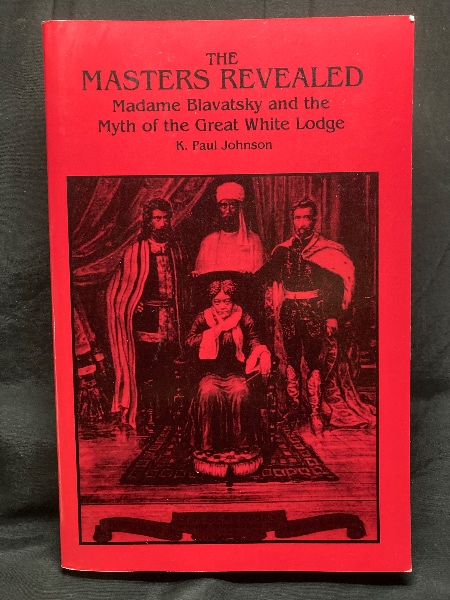 THE
MASTERS REVEALED
Madame Blavatsky and the
Myth of the Great White Lodge
K. Paul Johnson